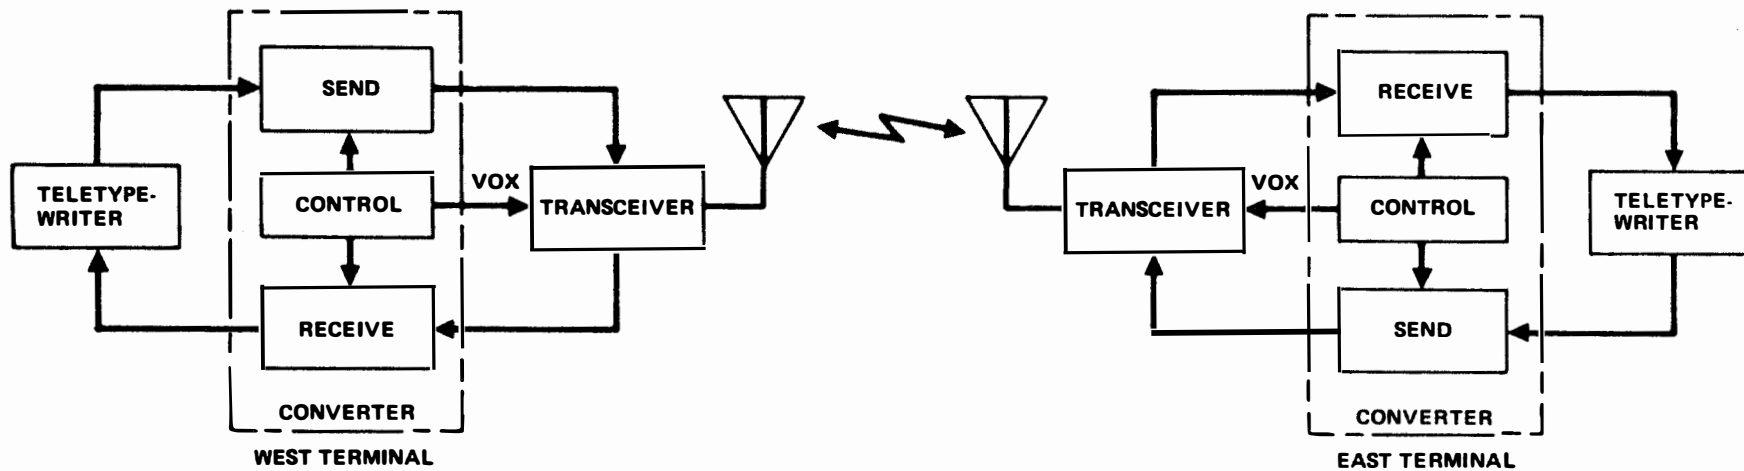 SEND
TELETYPE-
WRITER
CONTROL
VOX
TRANSCEIVER
RECEIVE
CONVERTER
WEST TERMINAL
RECEIVE
TRANSCEIVER
VOX
CONTROL
TELETYPE-
WRITER
SEND
CONVERTER
EAST TERMINAL